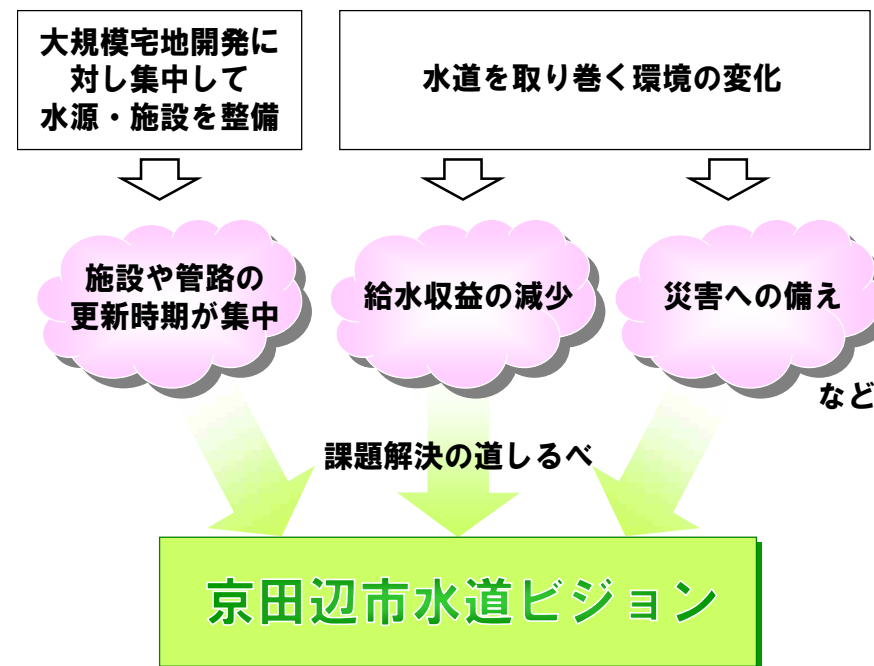 大規模宅地開発に
対し集中して
水源・施設を整備
水道を取り巻く環境の変化
施設や管路の
更新時期が集中
給水収益の減少
災害への備え
など
課題解決の道しるべ
京田辺市水道ビジョン